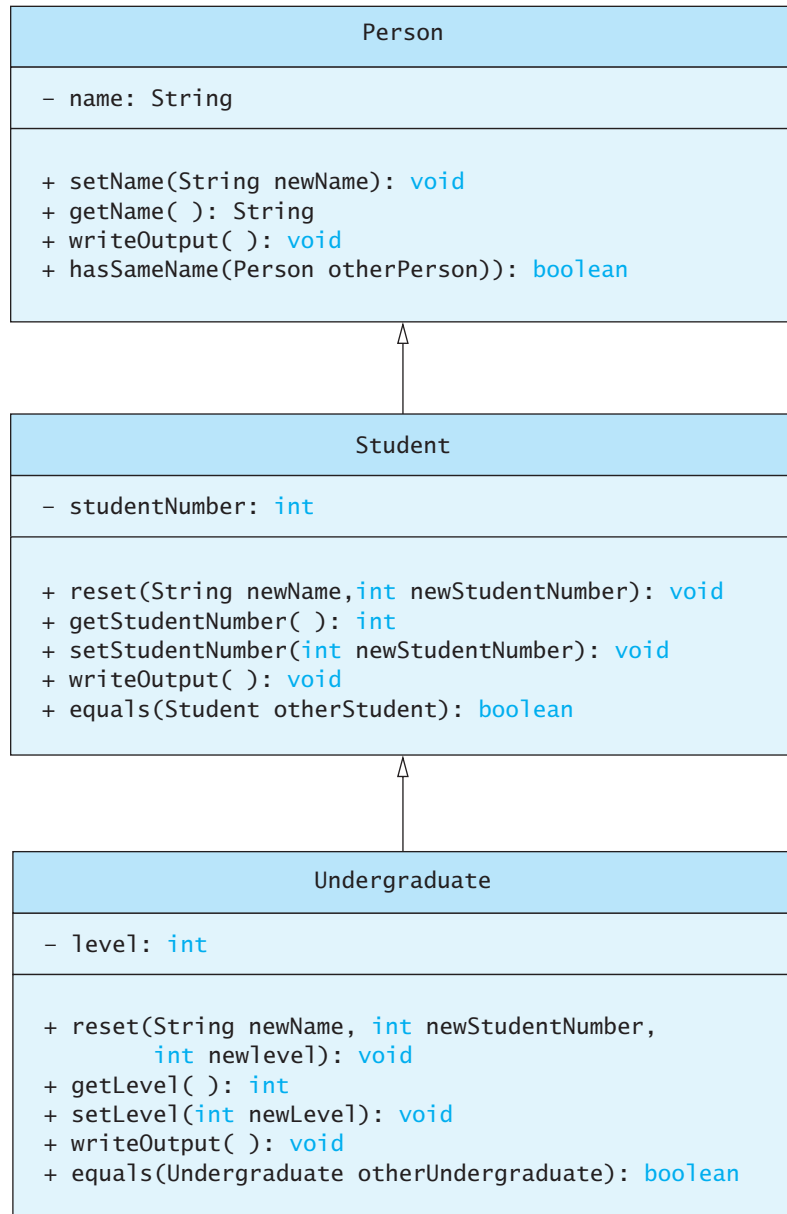 Person
– name: String
+ setName(String newName): void
+ getName( ): String
+ writeOutput( ): void
+ hasSameName(Person otherPerson)): boolean
Student
– studentNumber: int
+ reset(String newName,int newStudentNumber): void
+ getStudentNumber( ): int
+ setStudentNumber(int newStudentNumber): void
+ writeOutput( ): void
+ equals(Student otherStudent): boolean
Undergraduate
– level: int
+ reset(String newName, int newStudentNumber,
int newlevel): void
+ getLevel( ): int
+ setLevel(int newLevel): void
+ writeOutput( ): void
+ equals(Undergraduate otherUndergraduate): boolean